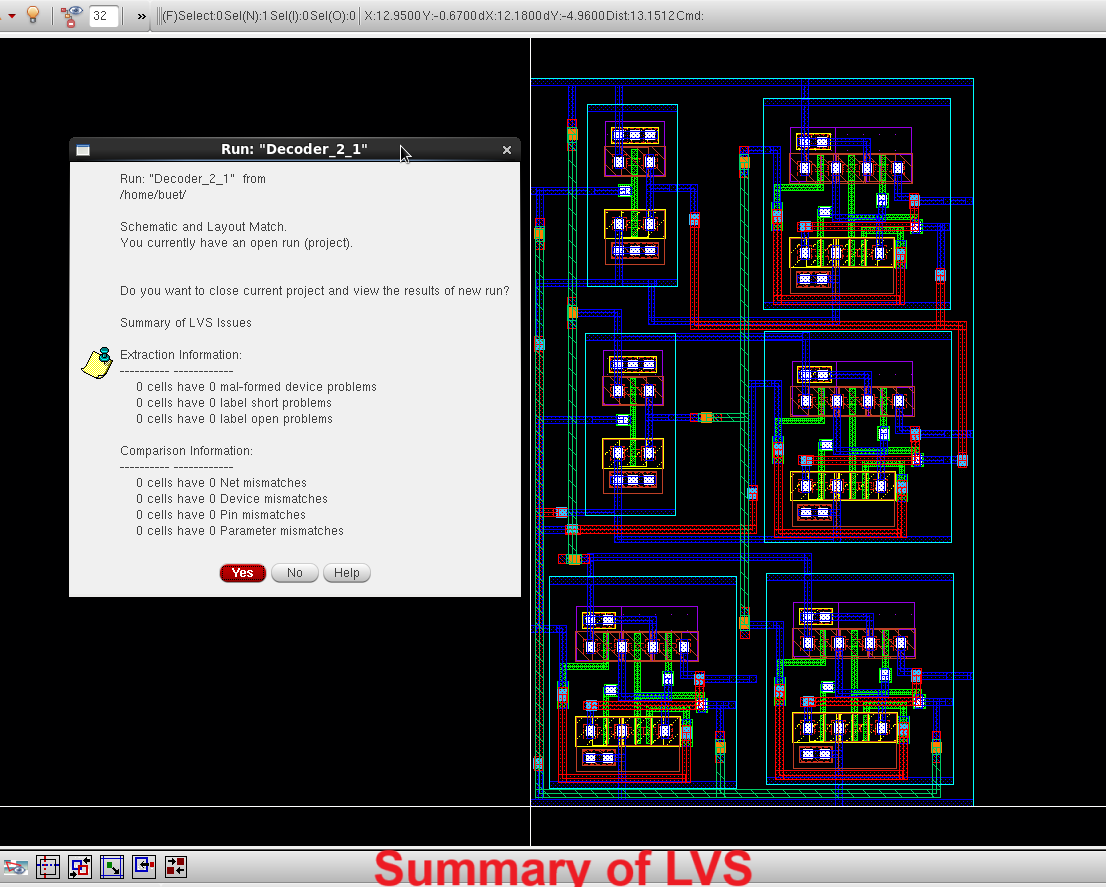 32 » (F)Select:0Sel(N):1Sel(I):0Sel(O):0 X:12.9500Y:-0.6700dX:12.1800dY:-4.9600Dist:13.1512Cmd:
Run: "Decoder_2_1"
Run: "Decoder_2_1" from
/home/buet/
Schematic and Layout Match.
You currently have an open run (project).
Do you want to close current project and view the results of new run?
Summary of LVS Issues
Extraction Information:
---------- ------------
0 cells have 0 mal-formed device problems
0 cells have 0 label short problems
0 cells have 0 label open problems
Comparison Information:
---------- ------------
0 cells have 0 Net mismatches
0 cells have 0 Device mismatches
0 cells have 0 Pin mismatches
0 cells have 0 Parameter mismatches
Yes No Help
Summary of LVS